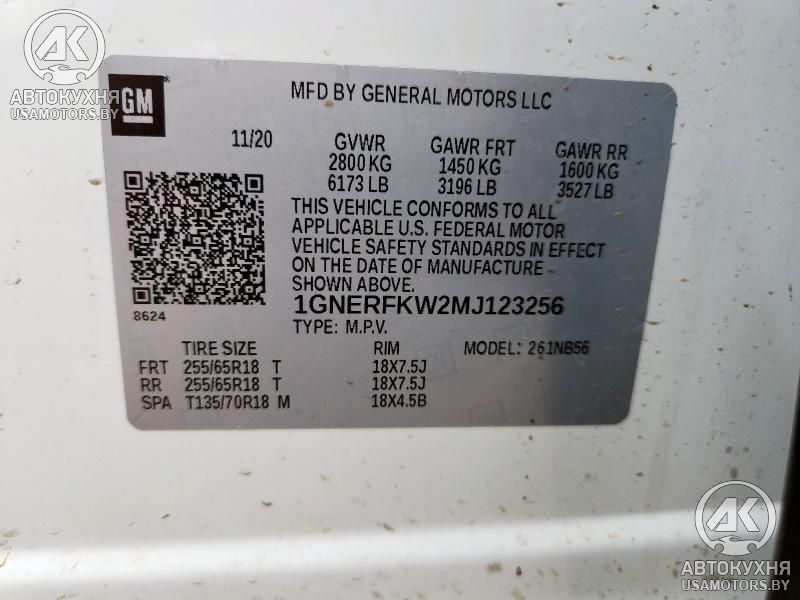 AK
АВТОКУХНЯ
USAMOTORS.BY
GM
MFD BY GENERAL MOTORS LLC
11/20 GVWR GAWR FRT GAWR RR
2800 KG 1450 KG 1600 KG
6173 LB 3196 LB 3527 LB
THIS VEHICLE CONFORMS TO ALL
APPLICABLE U.S. FEDERAL MOTOR
VEHICLE SAFETY STANDARDS IN EFFECT
ON THE DATE OF MANUFACTURE
SHOWN ABOVE.
8624 1GNERFKW2MJ123256
TYPE: M.P.V.
TIRE SIZE RIM MODEL: 261NB56
FRT 255/65R18 T 18X7.5J
RR 255/65R18 T 18X7.5J
SPA T135/70R18 M 18X4.5B
AK
АВТОКУХНЯ
USAMOTORS.BY